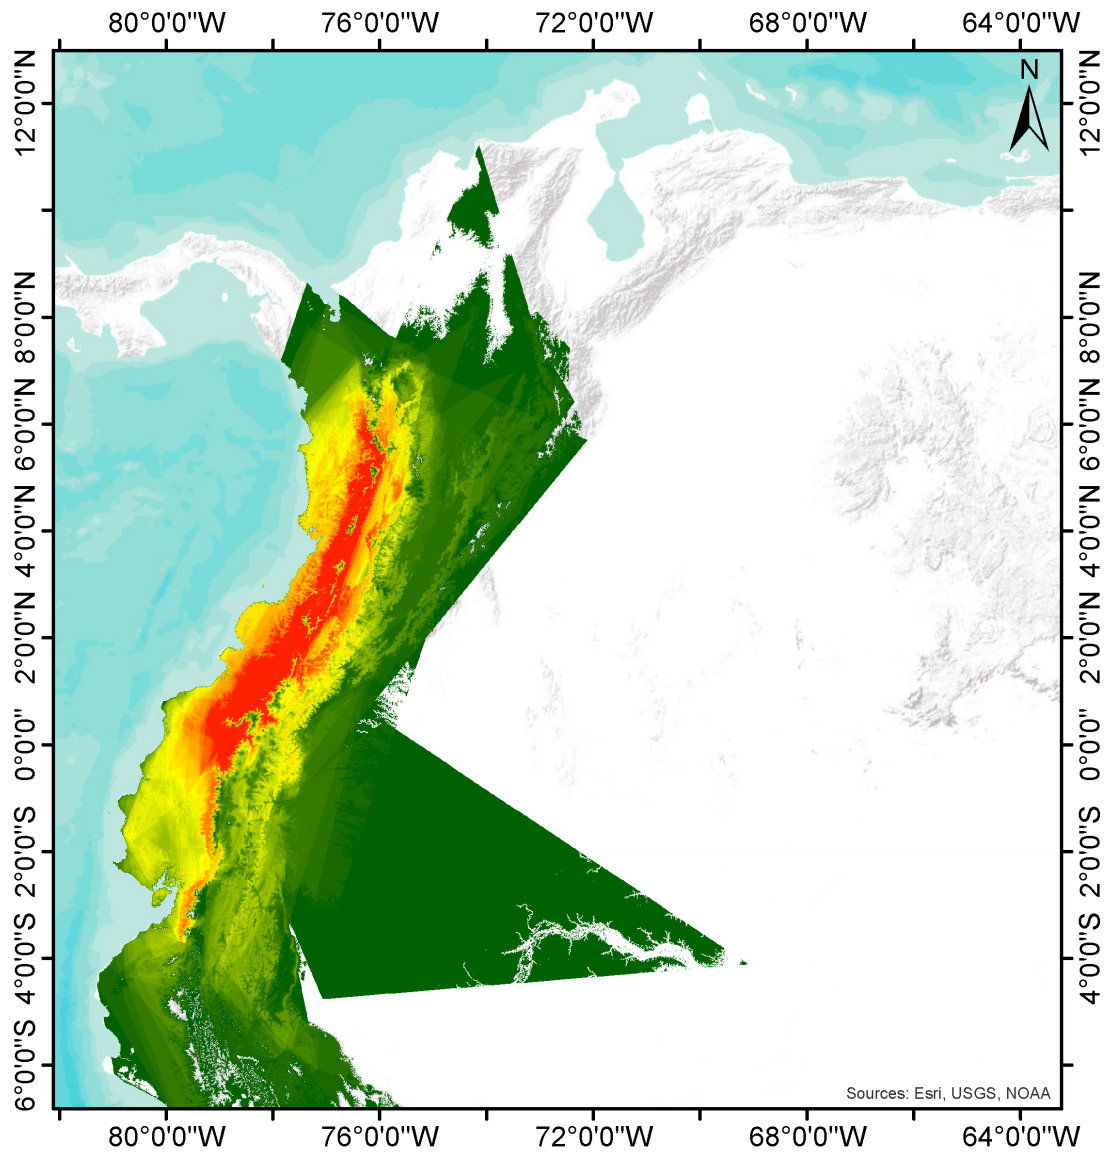 80°0'0"W 76°0'0"W 72°0'0"W 68°0'0"W 64°0'0"W
N
12°0'0"N 12°0'0"N
8°0'0"N 8°0'0"N
6°0'0"N 6°0'0"N
4°0'0"N 4°0'0"N
2°0'0"N 2°0'0"N
0°0'0" 0°0'0"
2°0'0"S 2°0'0"S
4°0'0"S 4°0'0"S
6°0'0"S
Sources: Esri, USGS, NOAA
80°0'0"W 76°0'0"W 72°0'0"W 68°0'0"W 64°0'0"W